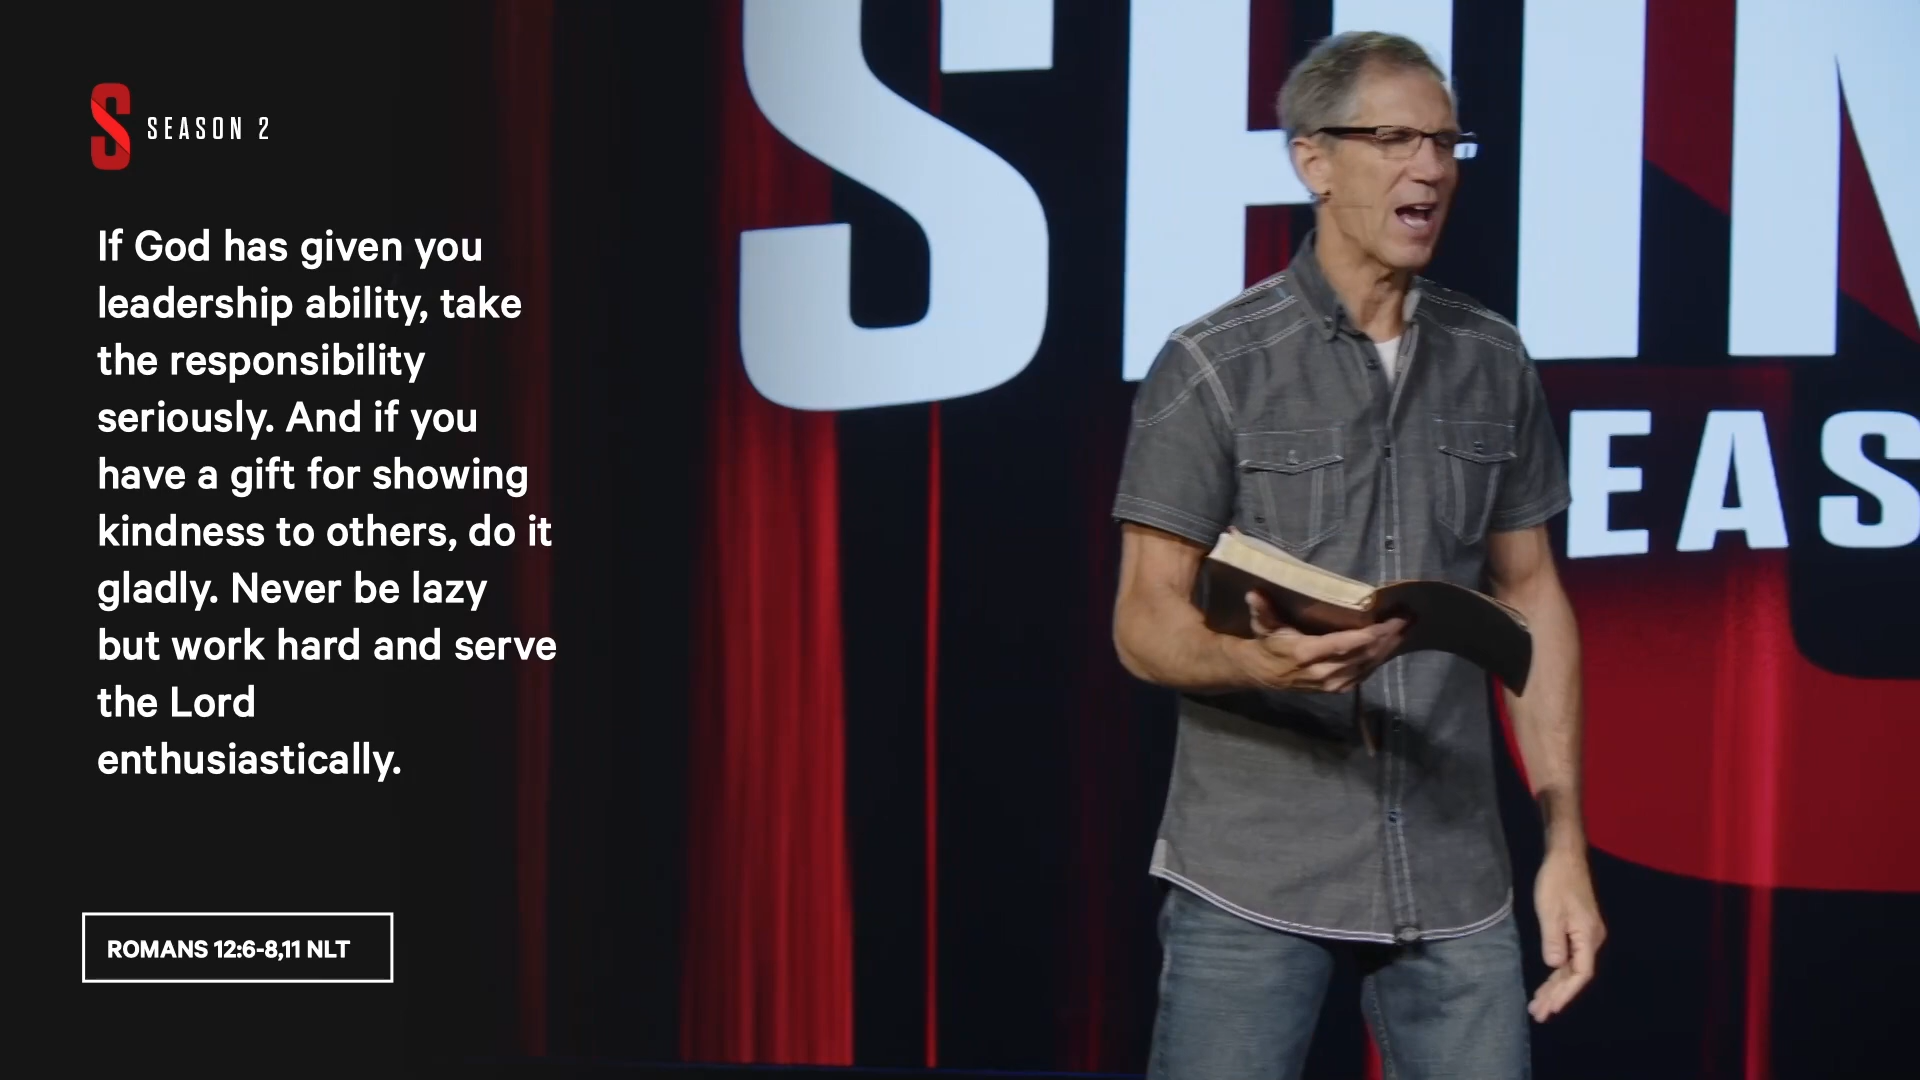 S SEASON 2
If God has given you
leadership ability, take
the responsibility
seriously. And if you
have a gift for showing
kindness to others, do it
gladly. Never be lazy
but work hard and serve
the Lord
enthusiastically.
ROMANS 12:6-8,11 NLT
SHIN
EAS